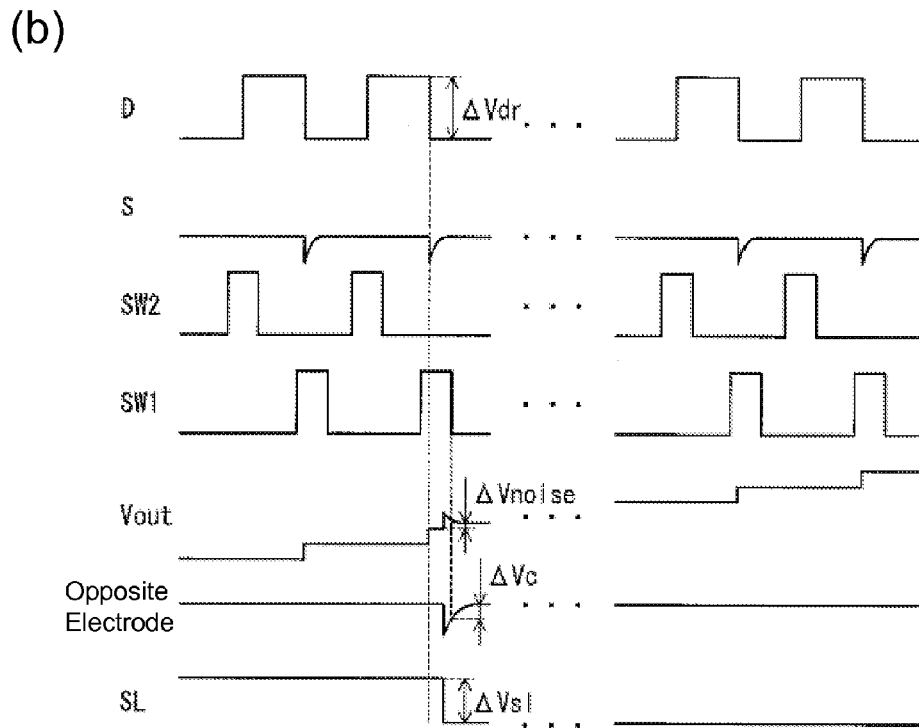 (b)
D
ΔVdr
S
SW2
SW1
ΔVnoise
Vout
ΔVc
Opposite
Electrode
ΔVsl
SL